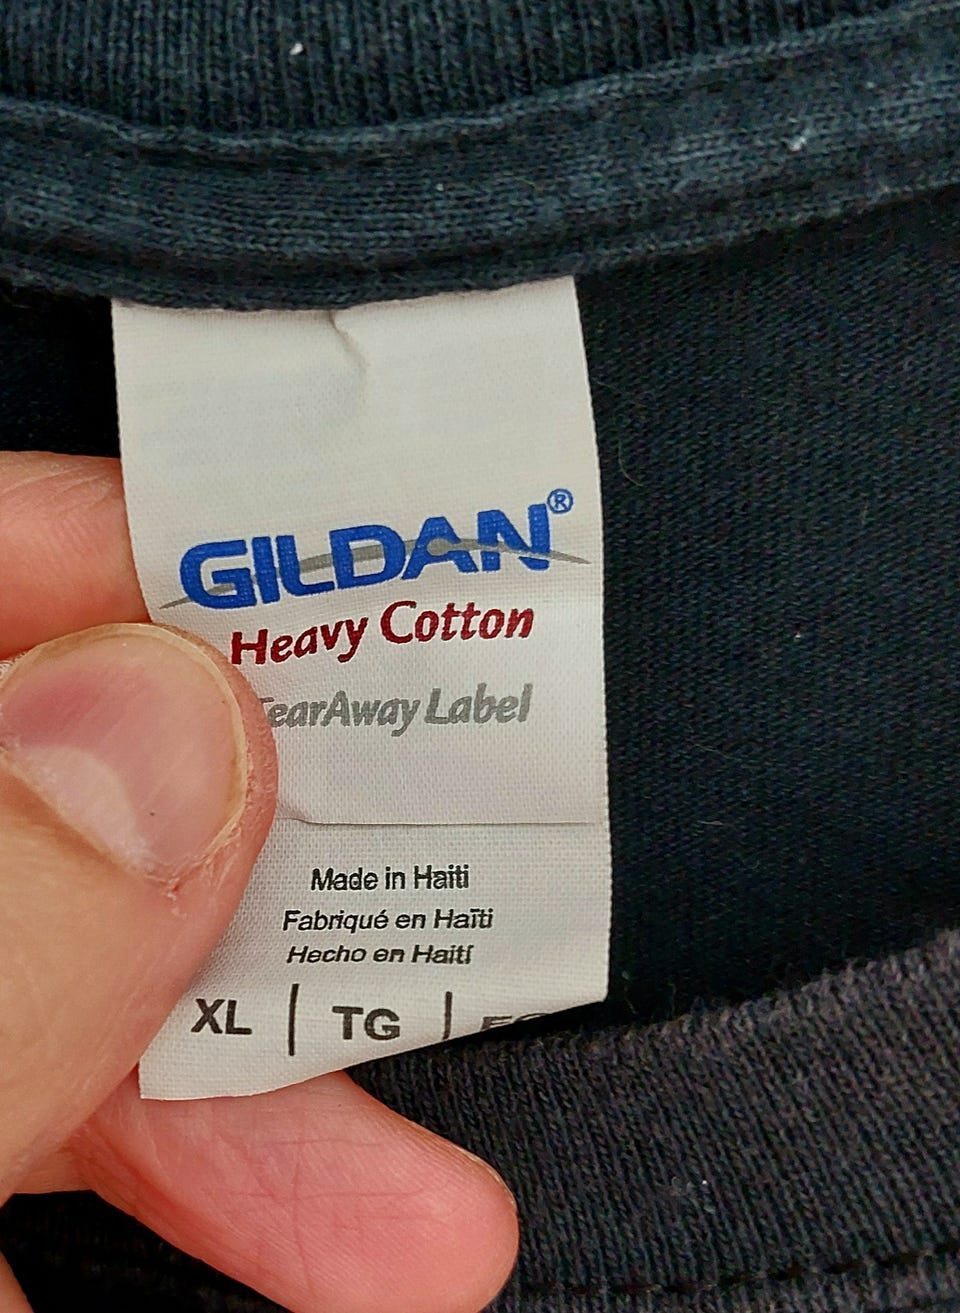 GILDAN®
Heavy Cotton
TearAway Label
Made in Haiti
Fabriqué en Haïti
Hecho en Haití
XL | TG |